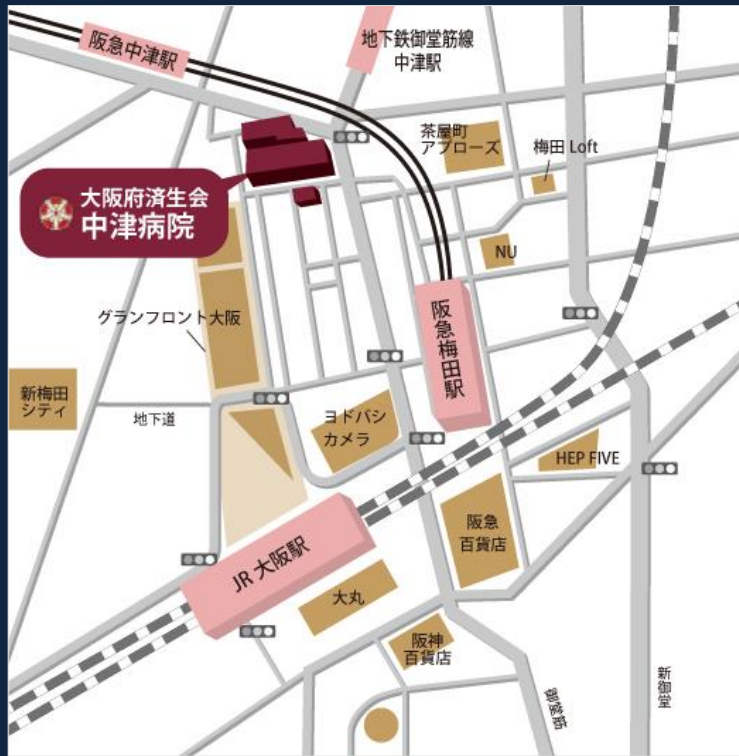 阪急中津駅
地下鉄御堂筋線
中津駅
茶屋町
アプローズ
梅田 Loft
大阪府済生会
中津病院
NU
グランフロント大阪
阪急梅田駅
新梅田
シティ
地下道
ヨドバシ
カメラ
HEP FIVE
JR 大阪駅
阪急
百貨店
大丸
阪神
百貨店
御堂筋
新御堂